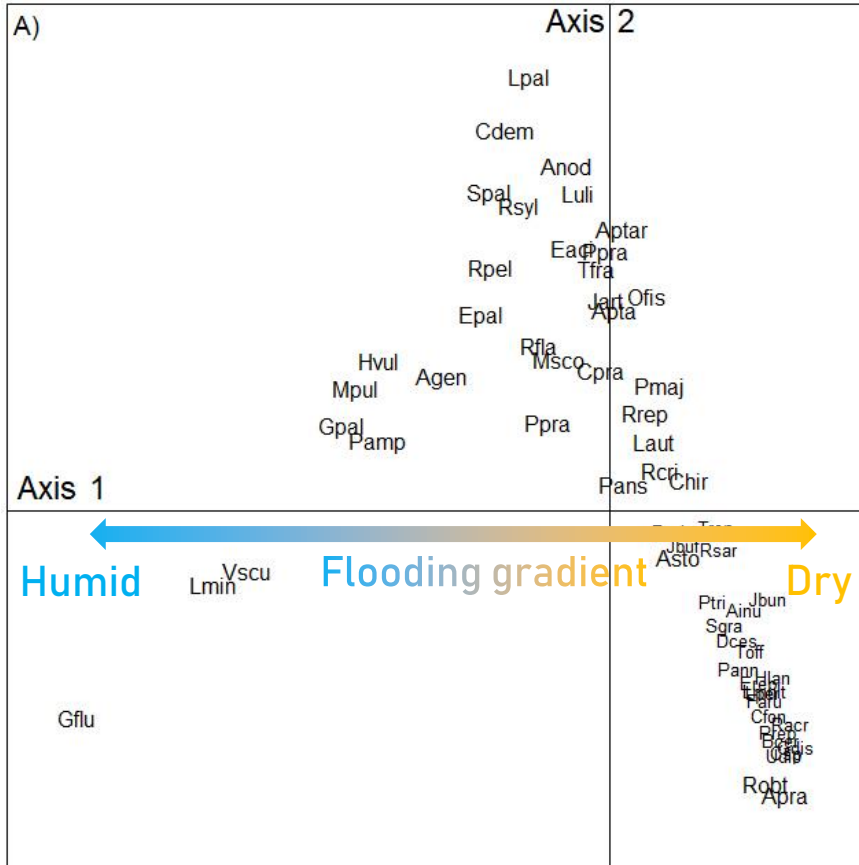 A)
Axis 2
Lpal
Cdem
Anod
Spal
Luli
Rsyl
Aptar
Eaci
Ppra
Tfra
Rpel
Ofis
Jart
Apta
Epal
Rfla
Msco
Hvul
Cpra
Agen
Pmaj
Mpul
Rrep
Gpal
Ppra
Pamp
Laut
Rcri
Chir
Pans
Axis 1
Jbuf
Rsar
Asto
Humid
Vscu
Flooding gradient
Dry
Lmin
Ptri
Jbun
Ainu
Sgra
Dces
Toff
Pann
Hlan
Gflu
Cfon
Racr
Prep
Robt
Apra